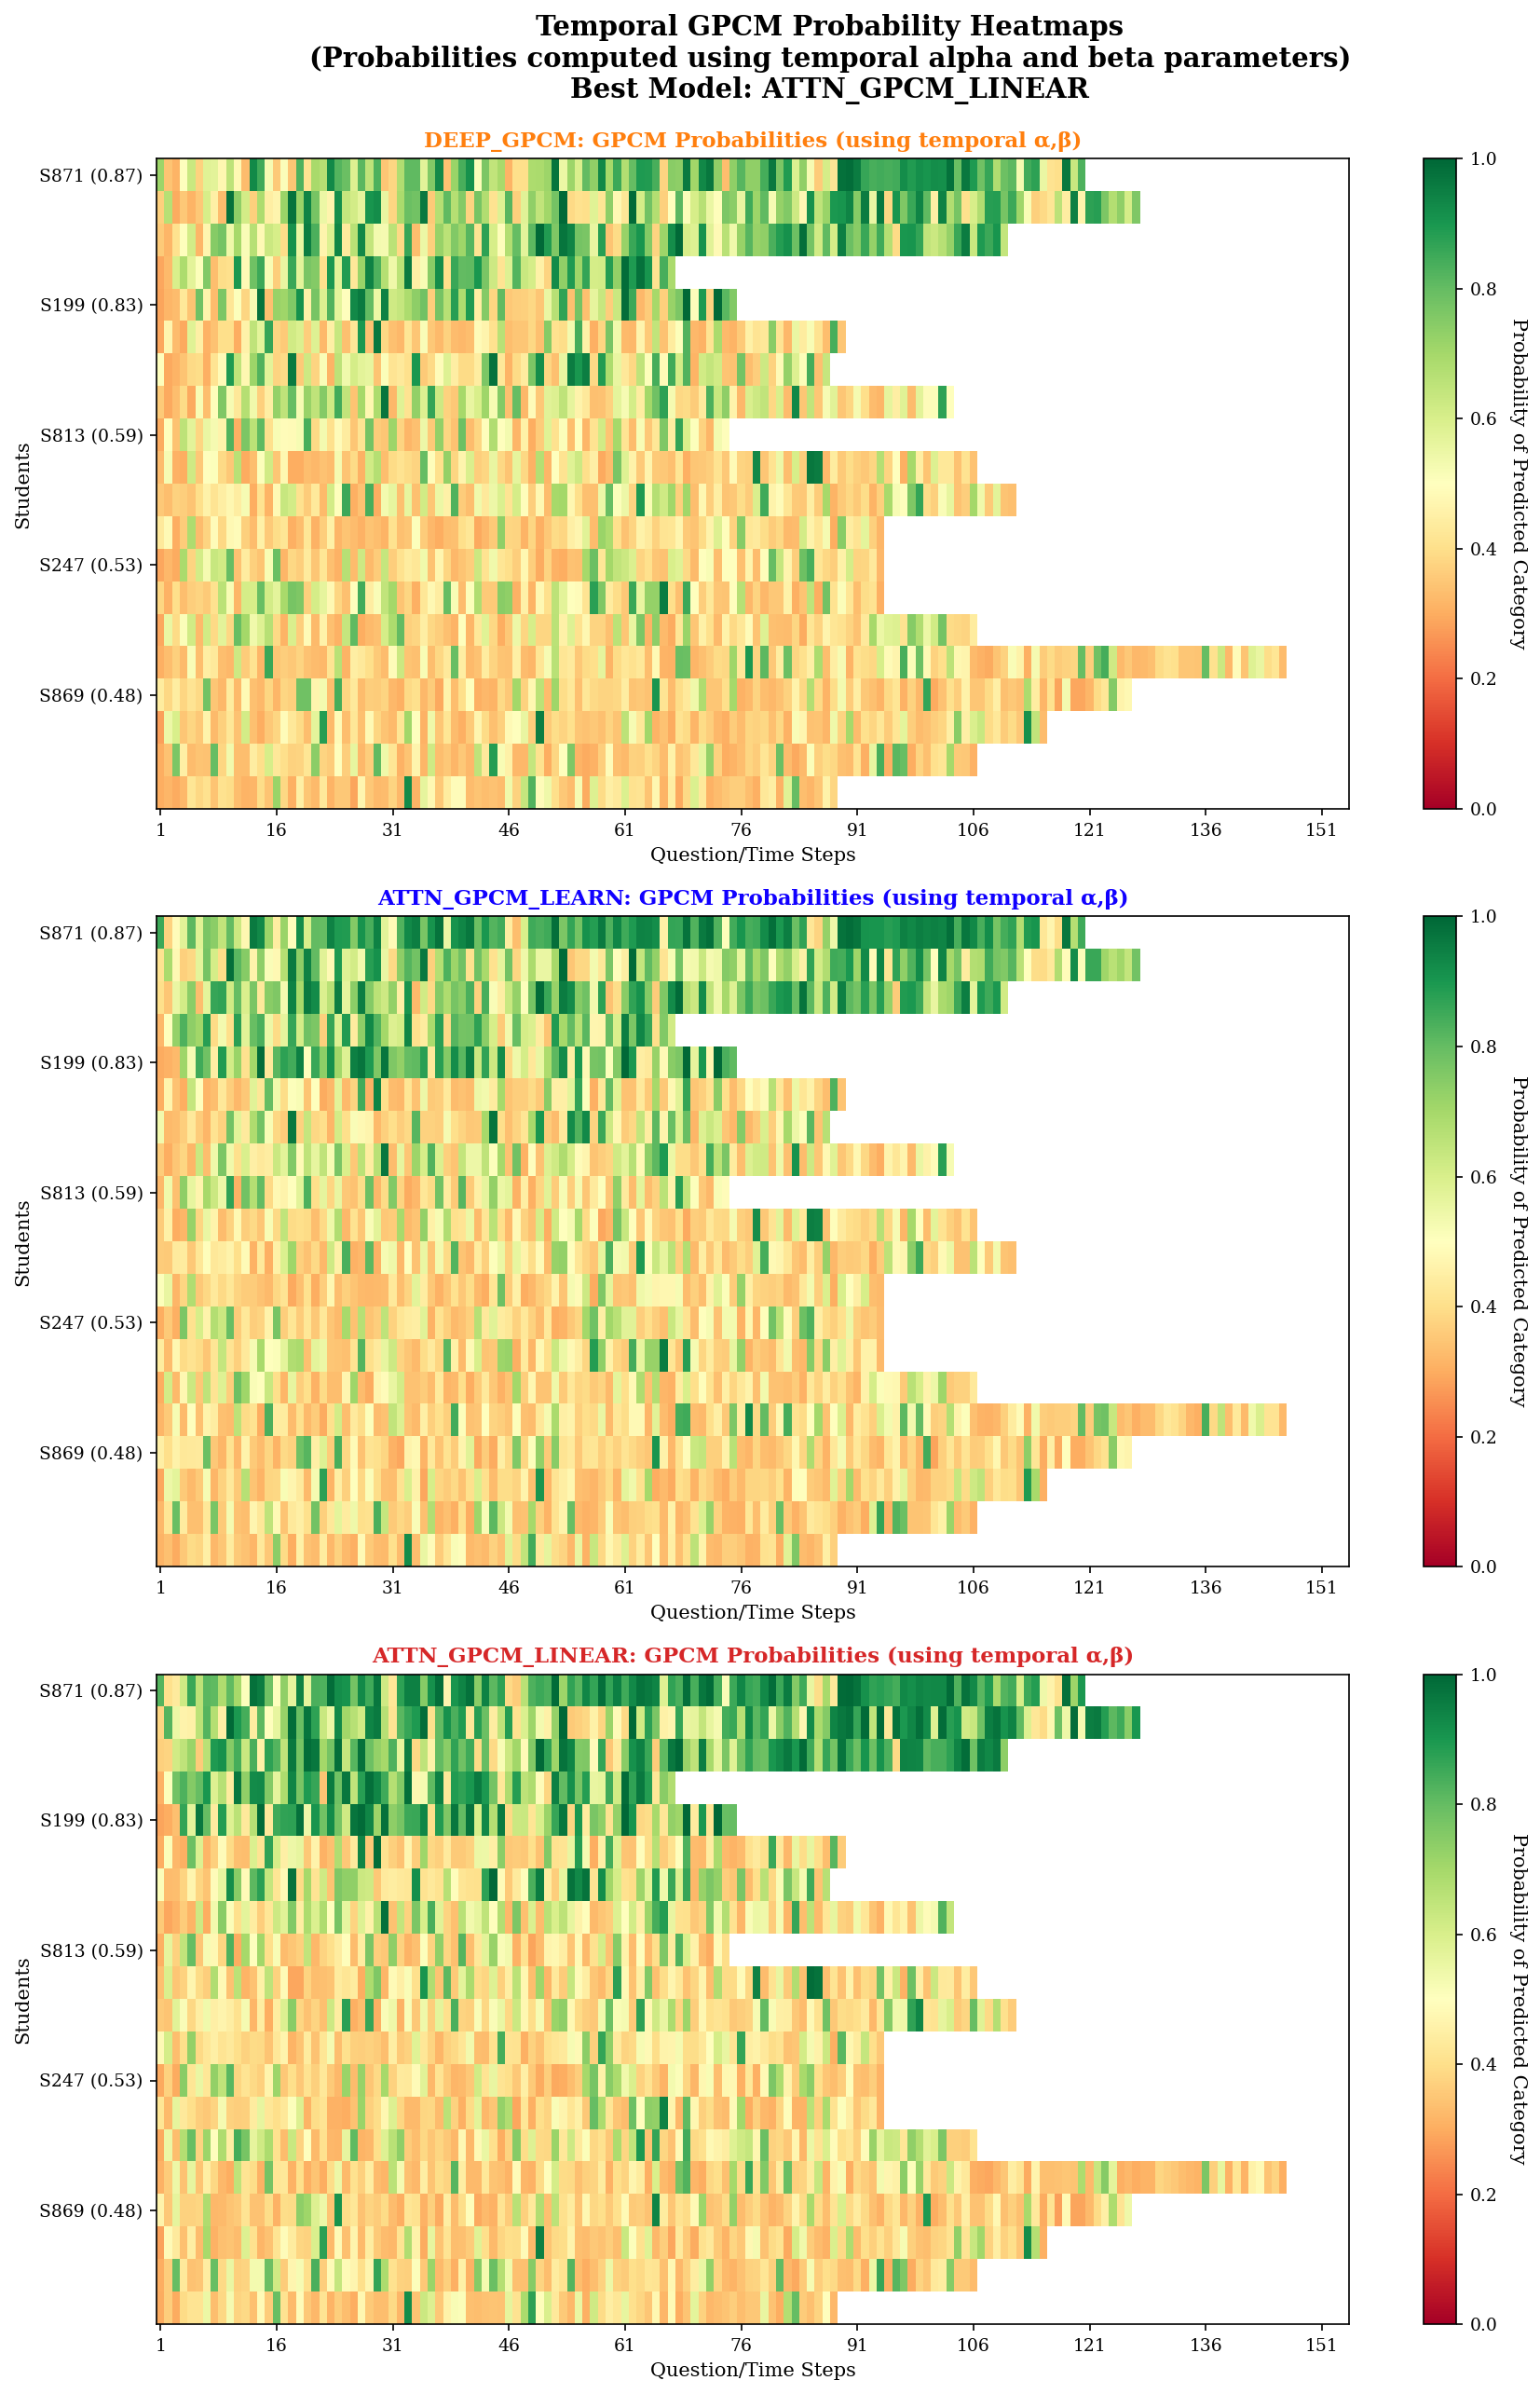 Temporal GPCM Probability Heatmaps
(Probabilities computed using temporal alpha and beta parameters)
Best Model: ATTN_GPCM_LINEAR
DEEP_GPCM: GPCM Probabilities (using temporal α,β)
Students
S871 (0.87)
S199 (0.83)
S813 (0.59)
S247 (0.53)
S869 (0.48)
1 16 31 46 61 76 91 106 121 136 151
Question/Time Steps
1.0
0.8
0.6
0.4
0.2
0.0
Probability of Predicted Category
ATTN_GPCM_LEARN: GPCM Probabilities (using temporal α,β)
Students
S871 (0.87)
S199 (0.83)
S813 (0.59)
S247 (0.53)
S869 (0.48)
1 16 31 46 61 76 91 106 121 136 151
Question/Time Steps
1.0
0.8
0.6
0.4
0.2
0.0
Probability of Predicted Category
ATTN_GPCM_LINEAR: GPCM Probabilities (using temporal α,β)
Students
S871 (0.87)
S199 (0.83)
S813 (0.59)
S247 (0.53)
S869 (0.48)
1 16 31 46 61 76 91 106 121 136 151
Question/Time Steps
1.0
0.8
0.6
0.4
0.2
0.0
Probability of Predicted Category